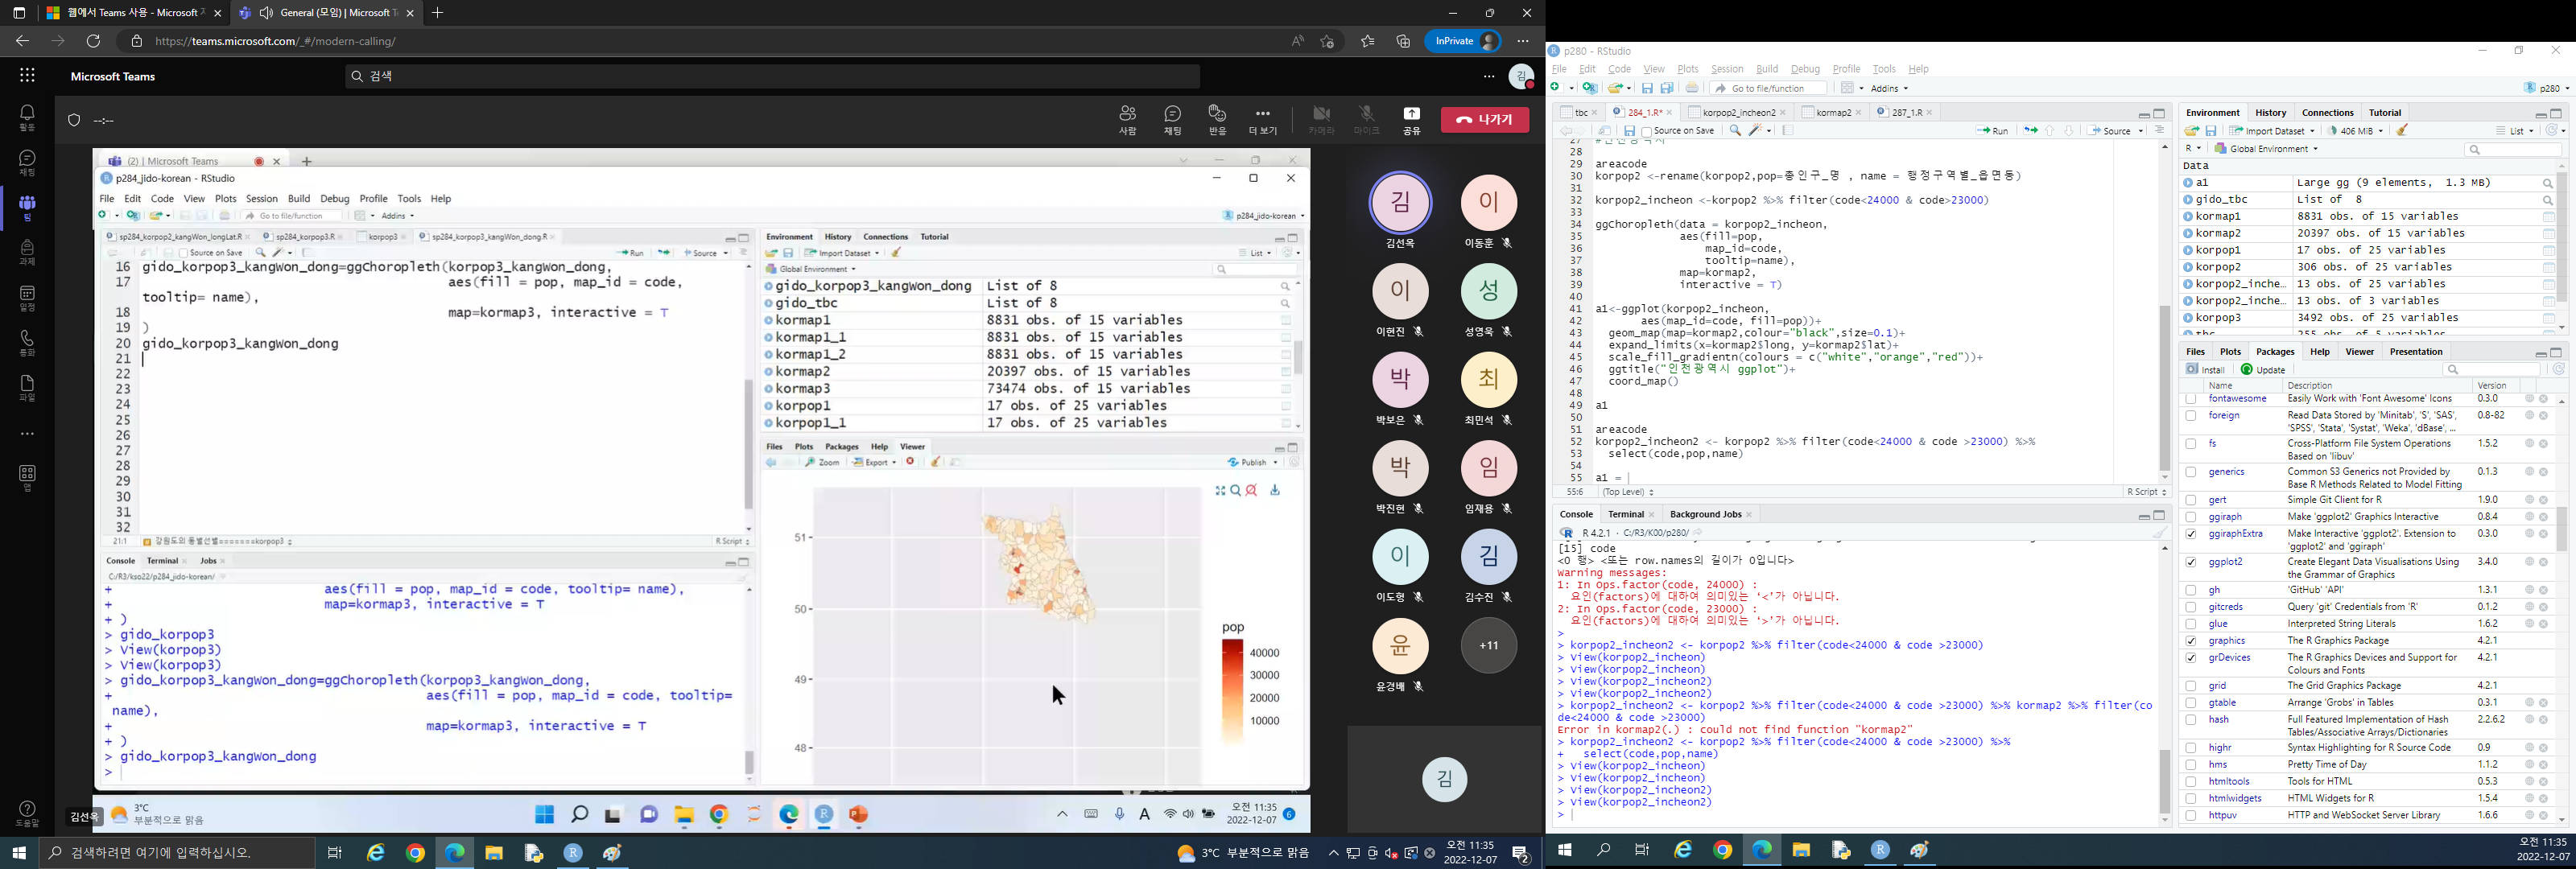 웹에서 Teams 사용 - Microsoft 지
General (모임) | Microsoft Te
https://teams.microsoft.com/_#/modern-calling/
InPrivate
Microsoft Teams
검색
김
--:--
사람
채팅
반응
더 보기
카메라
마이크
공유
나가기
활동
채팅
팀
과제
일정
통화
파일
앱
도움말
(2) | Microsoft Teams
p284_jido-korean - RStudio
File Edit Code View Plots Session Build Debug Profile Tools Help
Go to file/function
Addins
p284_jido-korean
sp284_korpop2_kangWon_longLat.R
sp284_korpop3.R
korpop3
sp284_korpop3_kangWon_dong.R
Source on Save
Run
Source
16 gido_korpop3_kangWon_dong=ggChoropleth(korpop3_kangWon_dong,
17 aes(fill = pop, map_id = code,
tooltip= name),
18 map=kormap3, interactive = T
19 )
20 gido_korpop3_kangWon_dong
21
22
23
24
25
26
27
28
29
30
31
32
21:1
강원도의 동별선별=======korpop3
R Script
Console Terminal Jobs
C:/R3/kso22/p284_jido-korean/
+ aes(fill = pop, map_id = code, tooltip= name),
+ map=kormap3, interactive = T
+ )
> gido_korpop3
> View(korpop3)
> View(korpop3)
> gido_korpop3_kangWon_dong=ggChoropleth(korpop3_kangWon_dong,
+ aes(fill = pop, map_id = code, tooltip=
name),
+ map=kormap3, interactive = T
+ )
> gido_korpop3_kangWon_dong
>
Environment History Connections Tutorial
Import Dataset
List
Global Environment
gido_korpop3_kangWon_dong List of 8
gido_tbc List of 8
kormap1 8831 obs. of 15 variables
kormap1_1 8831 obs. of 15 variables
kormap1_2 8831 obs. of 15 variables
kormap2 20397 obs. of 15 variables
kormap3 73474 obs. of 15 variables
korpop1 17 obs. of 25 variables
korpop1_1 17 obs. of 25 variables
Files Plots Packages Help Viewer
Zoom Export
Publish
51
50
49
48
pop
40000
30000
20000
10000
김선옥
3°C
부분적으로 맑음
A
오전 11:35
2022-12-07
6
김
김선옥
이
이동훈
이
이현진
성
성영욱
박
박보은
최
최민석
박
박진현
임
임재용
이
이도형
김
김수진
윤
윤경배
+11
김
검색하려면 여기에 입력하십시오.
3°C 부분적으로 맑음
오전 11:35
2022-12-07
2
p280 - RStudio
File Edit Code View Plots Session Build Debug Profile Tools Help
Go to file/function
Addins
p280
tbc
284_1.R*
korpop2_incheon2
kormap2
287_1.R
Source on Save
Run
Source
27
28
29 areacode
30 korpop2 <-rename(korpop2,pop=총인구_명 , name = 행정구역별_읍면동)
31
32 korpop2_incheon <-korpop2 %>% filter(code<24000 & code>23000)
33
34 ggChoropleth(data = korpop2_incheon,
35 aes(fill=pop,
36 map_id=code,
37 tooltip=name),
38 map=kormap2,
39 interactive = T)
40
41 a1<-ggplot(korpop2_incheon,
42 aes(map_id=code, fill=pop))+
43 geom_map(map=kormap2,colour="black",size=0.1)+
44 expand_limits(x=kormap2$long, y=kormap2$lat)+
45 scale_fill_gradientn(colours = c("white","orange","red"))+
46 ggtitle("인천광역시 ggplot")+
47 coord_map()
48
49 a1
50
51 areacode
52 korpop2_incheon2 <- korpop2 %>% filter(code<24000 & code >23000) %>%
53 select(code,pop,name)
54
55 a1 =
55:6
(Top Level)
R Script
Console Terminal Background Jobs
R 4.2.1 · C:/R3/K00/p280/
[15] code
<0 행> <또는 row.names의 길이가 0입니다>
Warning messages:
1: In Ops.factor(code, 24000) :
요인(factors)에 대하여 의미있는 ‘<’가 아닙니다.
2: In Ops.factor(code, 23000) :
요인(factors)에 대하여 의미있는 ‘>’가 아닙니다.
>
> korpop2_incheon2 <- korpop2 %>% filter(code<24000 & code >23000)
> View(korpop2_incheon)
> View(korpop2_incheon)
> View(korpop2_incheon2)
> View(korpop2_incheon2)
> korpop2_incheon2 <- korpop2 %>% filter(code<24000 & code >23000) %>% kormap2 %>% filter(co
de<24000 & code >23000)
Error in kormap2(.) : could not find function "kormap2"
> korpop2_incheon2 <- korpop2 %>% filter(code<24000 & code >23000) %>%
+ select(code,pop,name)
> View(korpop2_incheon2)
> View(korpop2_incheon)
> View(korpop2_incheon2)
> View(korpop2_incheon2)
>
Environment History Connections Tutorial
Import Dataset
406 MiB
List
R
Global Environment
Data
a1 Large gg (9 elements, 1.3 MB)
gido_tbc List of 8
kormap1 8831 obs. of 15 variables
kormap2 20397 obs. of 15 variables
korpop1 17 obs. of 25 variables
korpop2 306 obs. of 25 variables
korpop2_inche… 13 obs. of 25 variables
korpop2_inche… 13 obs. of 3 variables
korpop3 3492 obs. of 25 variables
tbc 255 obs. of 5 variables
Files Plots Packages Help Viewer Presentation
Install Update
Name Description Version
fontawesome Easily Work with 'Font Awesome' Icons 0.3.0
foreign Read Data Stored by 'Minitab', 'S', 'SAS', 0.8-82
'SPSS', 'Stata', 'Systat', 'Weka', 'dBase', ...
fs Cross-Platform File System Operations 1.5.2
Based on 'libuv'
generics Common S3 Generics not Provided by 0.1.3
Base R Methods Related to Model Fitting
gert Simple Git Client for R 1.9.0
ggiraph Make 'ggplot2' Graphics Interactive 0.8.4
ggiraphExtra Make Interactive 'ggplot2'. Extension to 0.3.0
'ggplot2' and 'ggiraph'
ggplot2 Create Elegant Data Visualisations Using 3.4.0
the Grammar of Graphics
gh 'GitHub' 'API' 1.3.1
gitcreds Query 'git' Credentials from 'R' 0.1.2
glue Interpreted String Literals 1.6.2
graphics The R Graphics Package 4.2.1
grDevices The R Graphics Devices and Support for 4.2.1
Colours and Fonts
grid The Grid Graphics Package 4.2.1
gtable Arrange 'Grobs' in Tables 0.3.1
hash Full Featured Implementation of Hash 2.2.6.2
Tables/Associative Arrays/Dictionaries
highr Syntax Highlighting for R Source Code 0.9
hms Pretty Time of Day 1.1.2
htmltools Tools for HTML 0.5.3
htmlwidgets HTML Widgets for R 1.5.4
httpuv HTTP and WebSocket Server Library 1.6.6
오전 11:35
2022-12-07